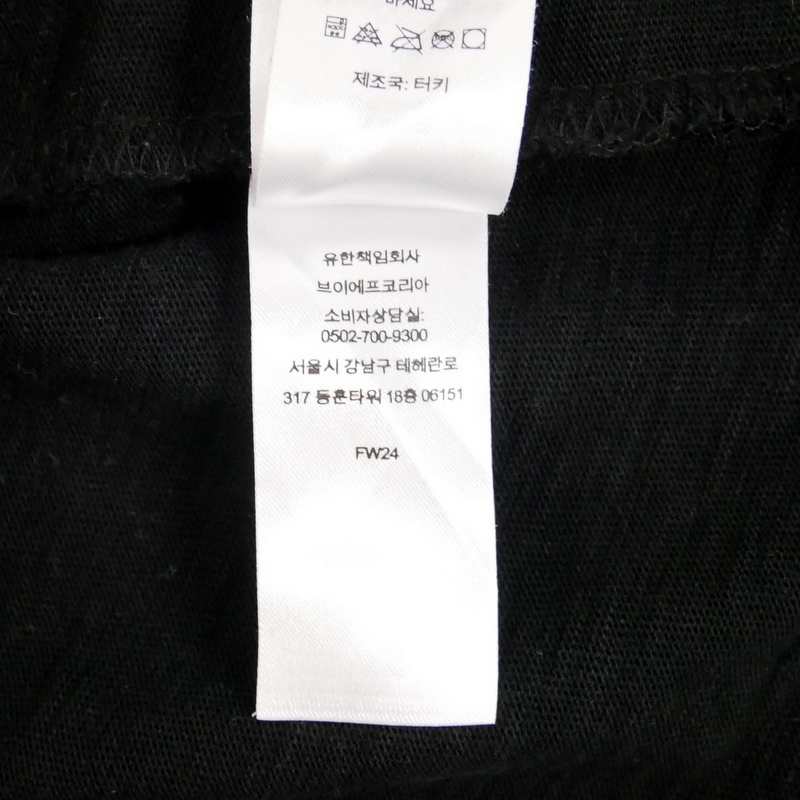 마세요
제조국: 터키
유한책임회사
브이에프코리아
소비자상담실:
0502-700-9300
서울시 강남구 테헤란로
317 동훈타워 18층 06151
FW24